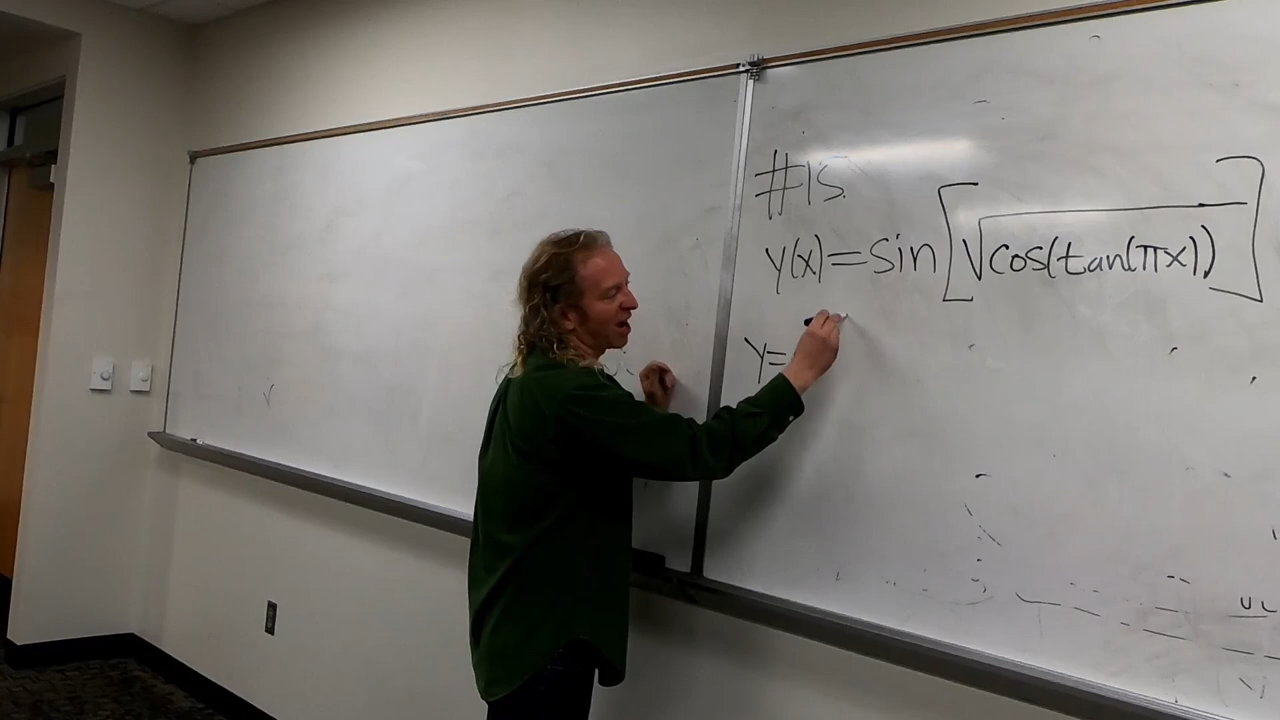 #15.
y(x)=sin[√cos(tan(πx))]
y=